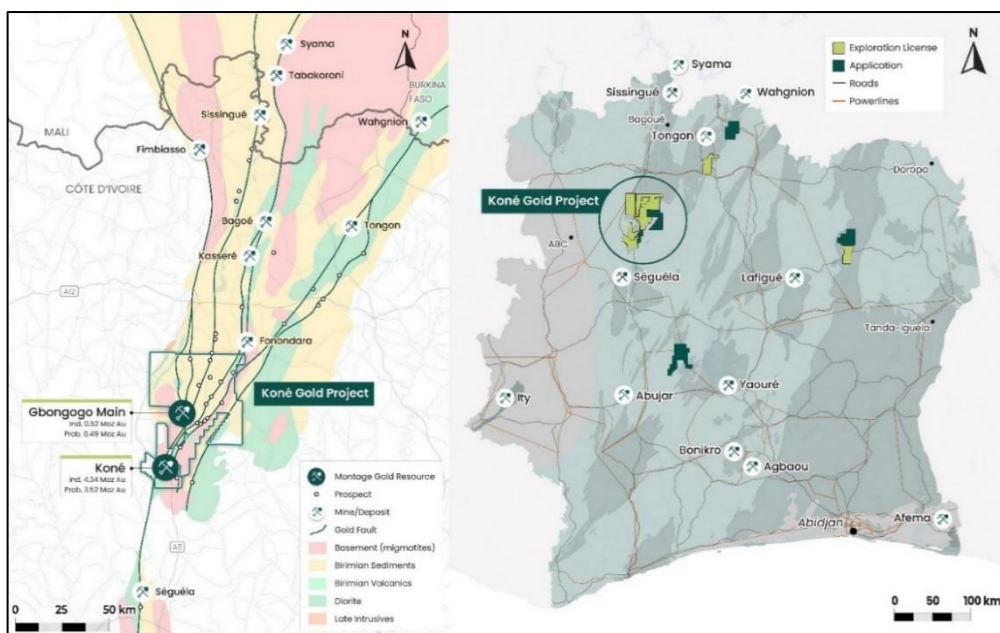 N
Syama
Tabakoroni
BURKINA
FASO
Sissingué
Wahgnion
MALI
Fimbiasso
CÔTE D'IVOIRE
Bagoé
Tongon
Kasseré
A12
Fonondara
Koné Gold Project
Gbongogo Main
Ind. 0.52 Moz Au
Prob. 0.49 Moz Au
Koné
Ind. 4.34 Moz Au
Prob. 3.52 Moz Au
A5
Séguéla
0 25 50 km
Montage Gold Resource
Prospect
Mine/Deposit
Gold Fault
Basement (migmatites)
Birimian Sediments
Birimian Volcanics
Diorite
Late Intrusives
N
Exploration License
Application
Roads
Powerlines
Syama
Sissingué
Wahgnion
Bagoué
Tongon
Doropo
Koné Gold Project
ABC
Séguéla
Lafigué
Tanda-Iguela
Ity
Abujar
Yaouré
Bonikro
Agbaou
Abidjan
Afema
0 50 100 km